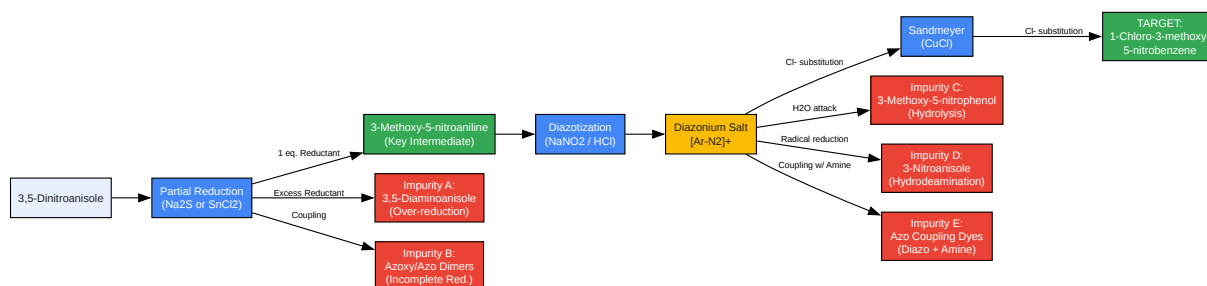 3,5-Dinitroanisole
Partial Reduction
(Na2S or SnCl2)
1 eq. Reductant
Excess Reductant
Coupling
3-Methoxy-5-nitroaniline
(Key Intermediate)
Impurity A:
3,5-Diaminoanisole
(Over-reduction)
Impurity B:
Azoxy/Azo Dimers
(Incomplete Red.)
Diazotization
(NaNO2 / HCl)
Diazonium Salt
[Ar-N2]+
Cl- substitution
H2O attack
Radical reduction
Coupling w/ Amine
Sandmeyer
(CuCl)
Impurity C:
3-Methoxy-5-nitrophenol
(Hydrolysis)
Impurity D:
3-Nitroanisole
(Hydrodeamination)
Impurity E:
Azo Coupling Dyes
(Diazo + Amine)
Cl- substitution
TARGET:
1-Chloro-3-methoxy-
5-nitrobenzene